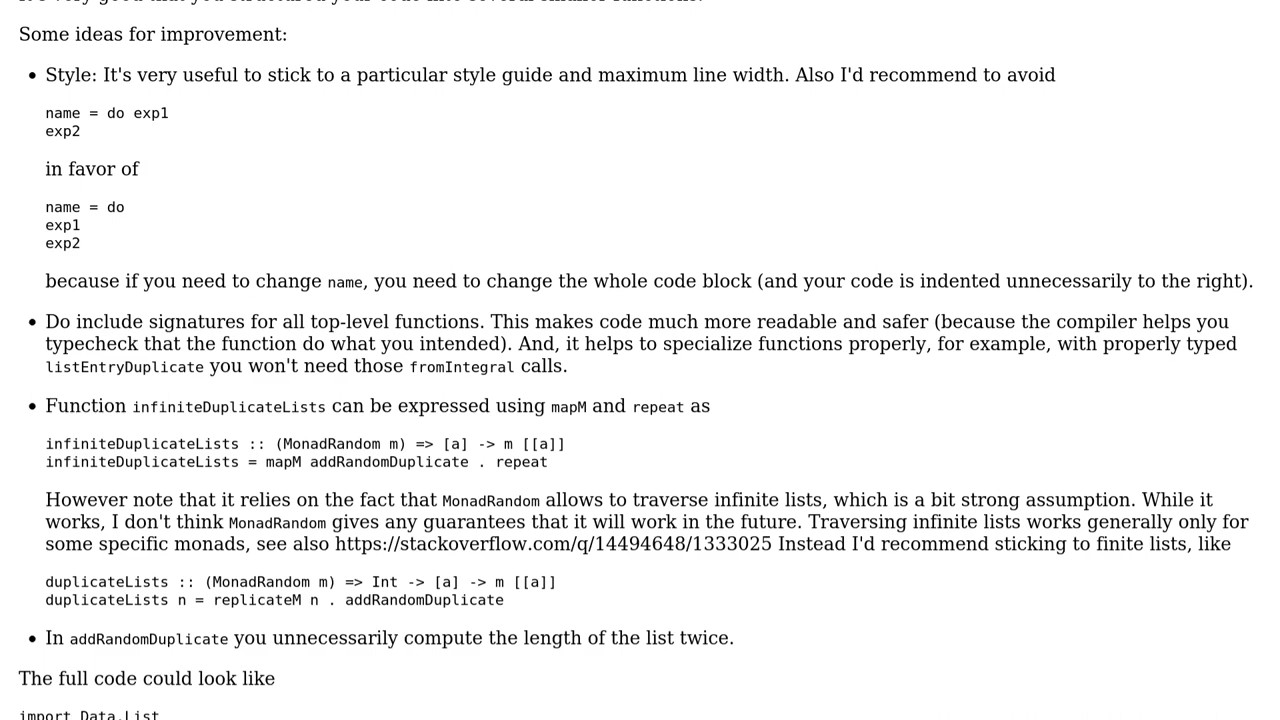 Some ideas for improvement:
• Style: It's very useful to stick to a particular style guide and maximum line width. Also I'd recommend to avoid
name = do exp1
exp2
in favor of
name = do
exp1
exp2
because if you need to change name, you need to change the whole code block (and your code is indented unnecessarily to the right).
• Do include signatures for all top-level functions. This makes code much more readable and safer (because the compiler helps you
typecheck that the function do what you intended). And, it helps to specialize functions properly, for example, with properly typed
listEntryDuplicate you won't need those fromIntegral calls.
• Function infiniteDuplicateLists can be expressed using mapM and repeat as
infiniteDuplicateLists :: (MonadRandom m) => [a] -> m [[a]]
infiniteDuplicateLists = mapM addRandomDuplicate . repeat
However note that it relies on the fact that MonadRandom allows to traverse infinite lists, which is a bit strong assumption. While it
works, I don't think MonadRandom gives any guarantees that it will work in the future. Traversing infinite lists works generally only for
some specific monads, see also https://stackoverflow.com/q/14494648/1333025 Instead I'd recommend sticking to finite lists, like
duplicateLists :: (MonadRandom m) => Int -> [a] -> m [[a]]
duplicateLists n = replicateM n . addRandomDuplicate
• In addRandomDuplicate you unnecessarily compute the length of the list twice.
The full code could look like
import Data.List